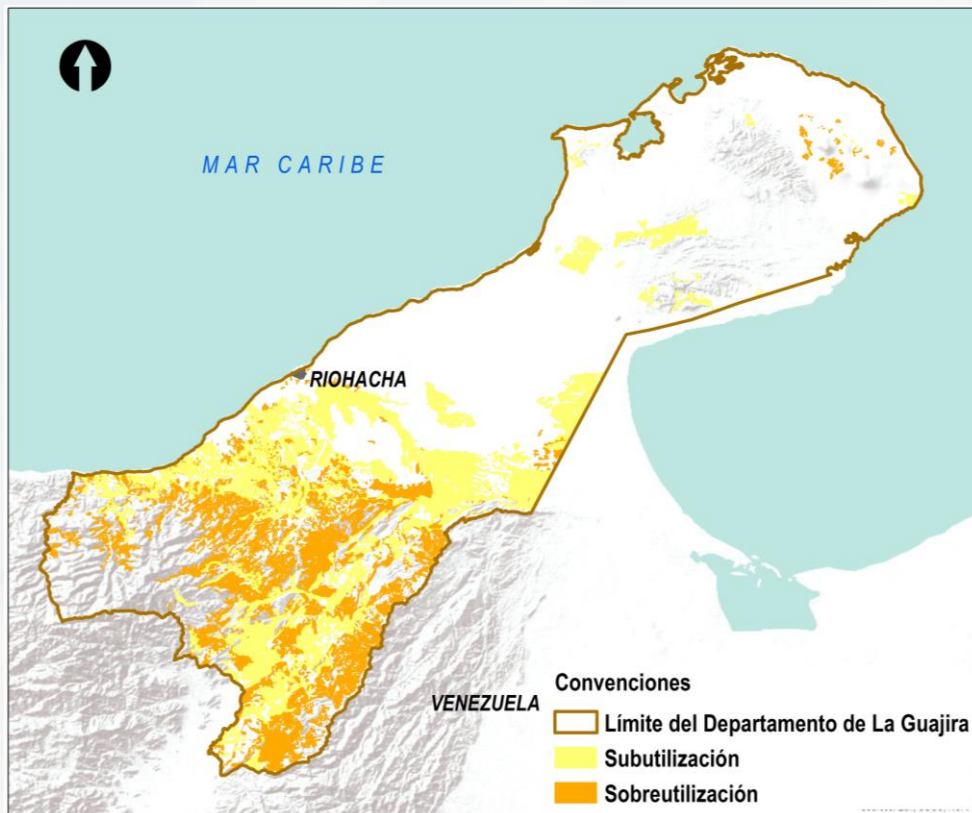 MAR CARIBE
RIOHACHA
VENEZUELA
Convenciones
Límite del Departamento de La Guajira
Subutilización
Sobreutilización